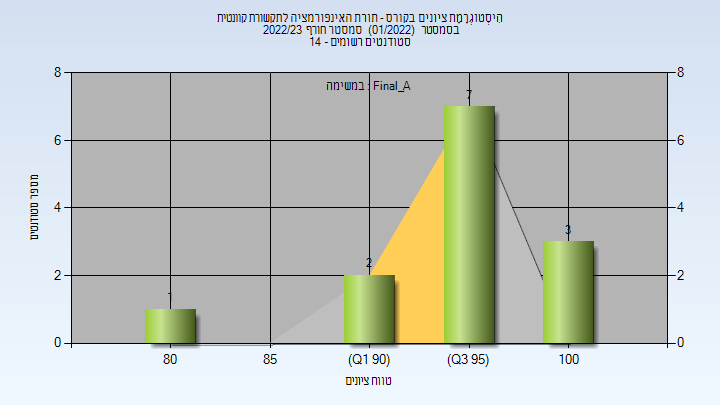 היסטוגרמת ציונים בקורס - תורת האינפורמציה לתקשורת קוונטית
בסמסטר (01/2022) סמסטר חורף 2022/23
סטודנטים רשומים - 14
במשימה : Final_A
8 8
6 6
4 4
2 2
0 0
1
2
7
3
מספר סטודנטים
80 85 (Q1 90) (Q3 95) 100
טווח ציונים